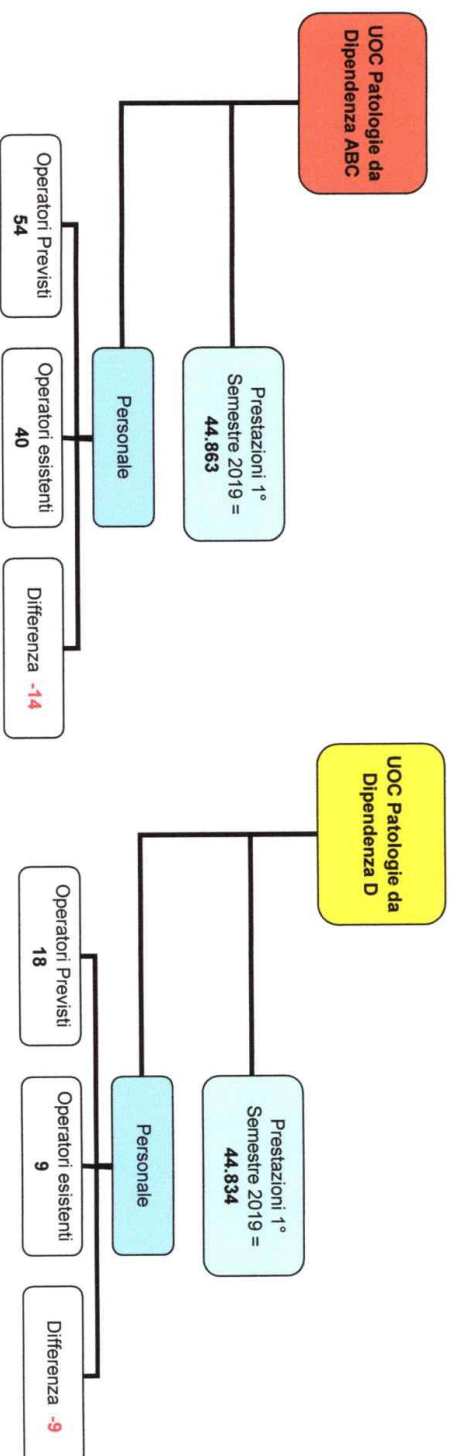 UOC Patologie da
Dipendenza ABC
Prestazioni 1°
Semestre 2019 =
44.863
Personale
Operatori Previsti
54
Operatori esistenti
40
Differenza -14
UOC Patologie da
Dipendenza D
Prestazioni 1°
Semestre 2019 =
44.834
Personale
Operatori Previsti
18
Operatori esistenti
9
Differenza -9